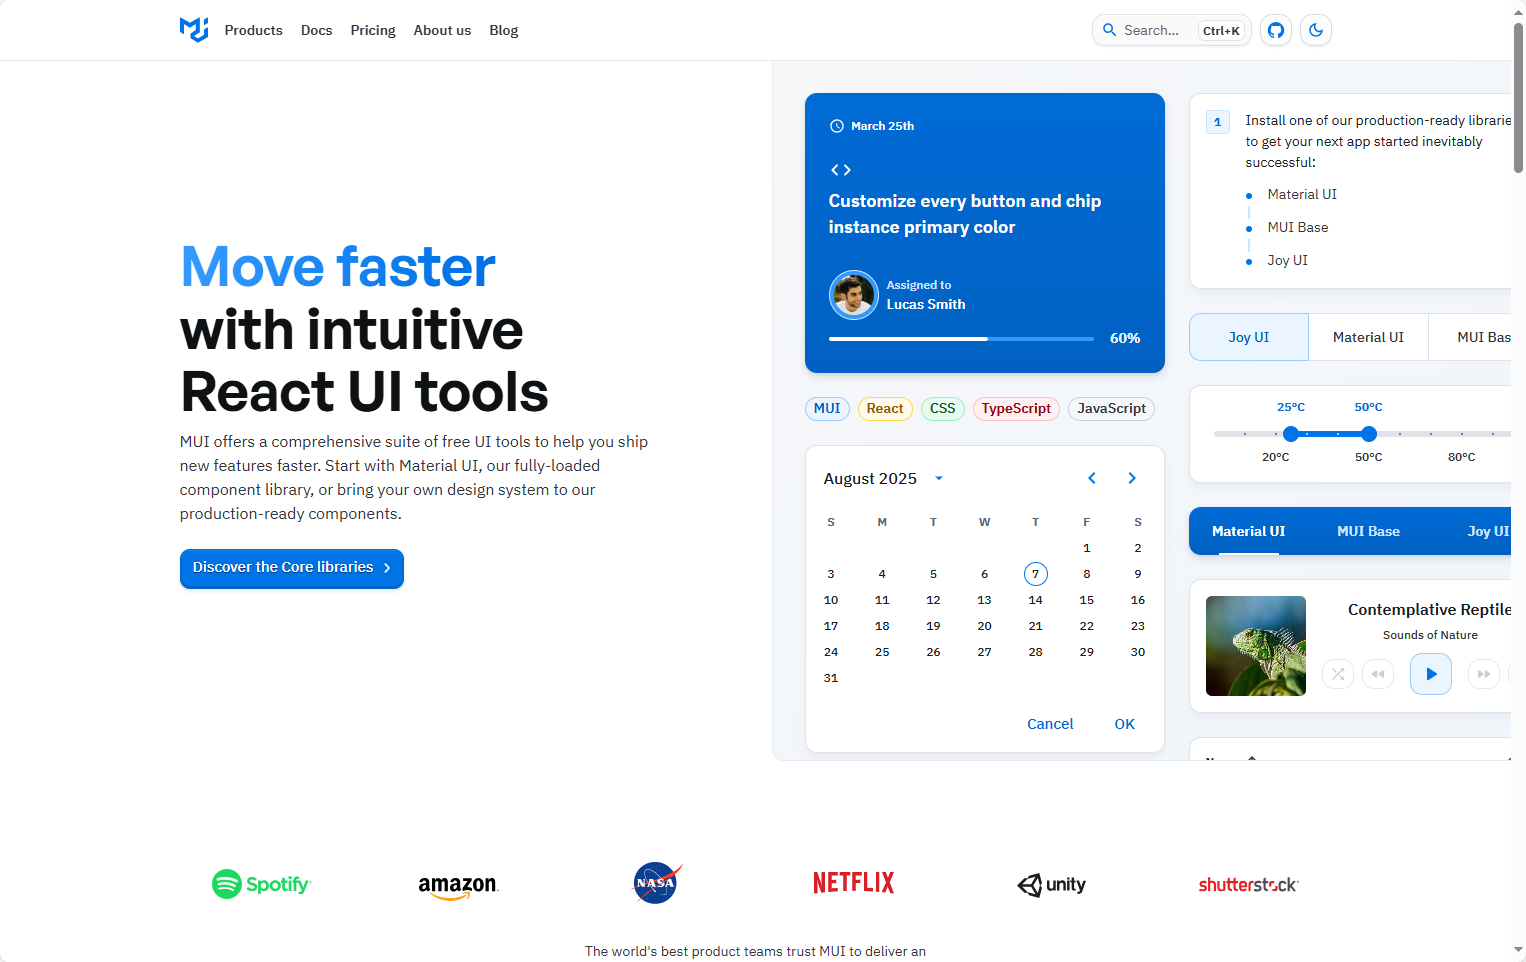 Products Docs Pricing About us Blog
Search... Ctrl+K
Move faster
with intuitive
React UI tools
MUI offers a comprehensive suite of free UI tools to help you ship
new features faster. Start with Material UI, our fully-loaded
component library, or bring your own design system to our
production-ready components.
Discover the Core libraries
March 25th
Customize every button and chip
instance primary color
Assigned to
Lucas Smith
60%
MUI React CSS TypeScript JavaScript
August 2025
S M T W T F S
1 2
3 4 5 6 7 8 9
10 11 12 13 14 15 16
17 18 19 20 21 22 23
24 25 26 27 28 29 30
31
Cancel OK
1
Install one of our production-ready librarie
to get your next app started inevitably
successful:
Material UI
MUI Base
Joy UI
Joy UI Material UI MUI Bas
25°C 50°C
20°C 50°C 80°C
Material UI MUI Base Joy UI
Contemplative Reptile
Sounds of Nature
Spotify
amazon
NASA
NETFLIX
unity
shutterstock
The world's best product teams trust MUI to deliver an